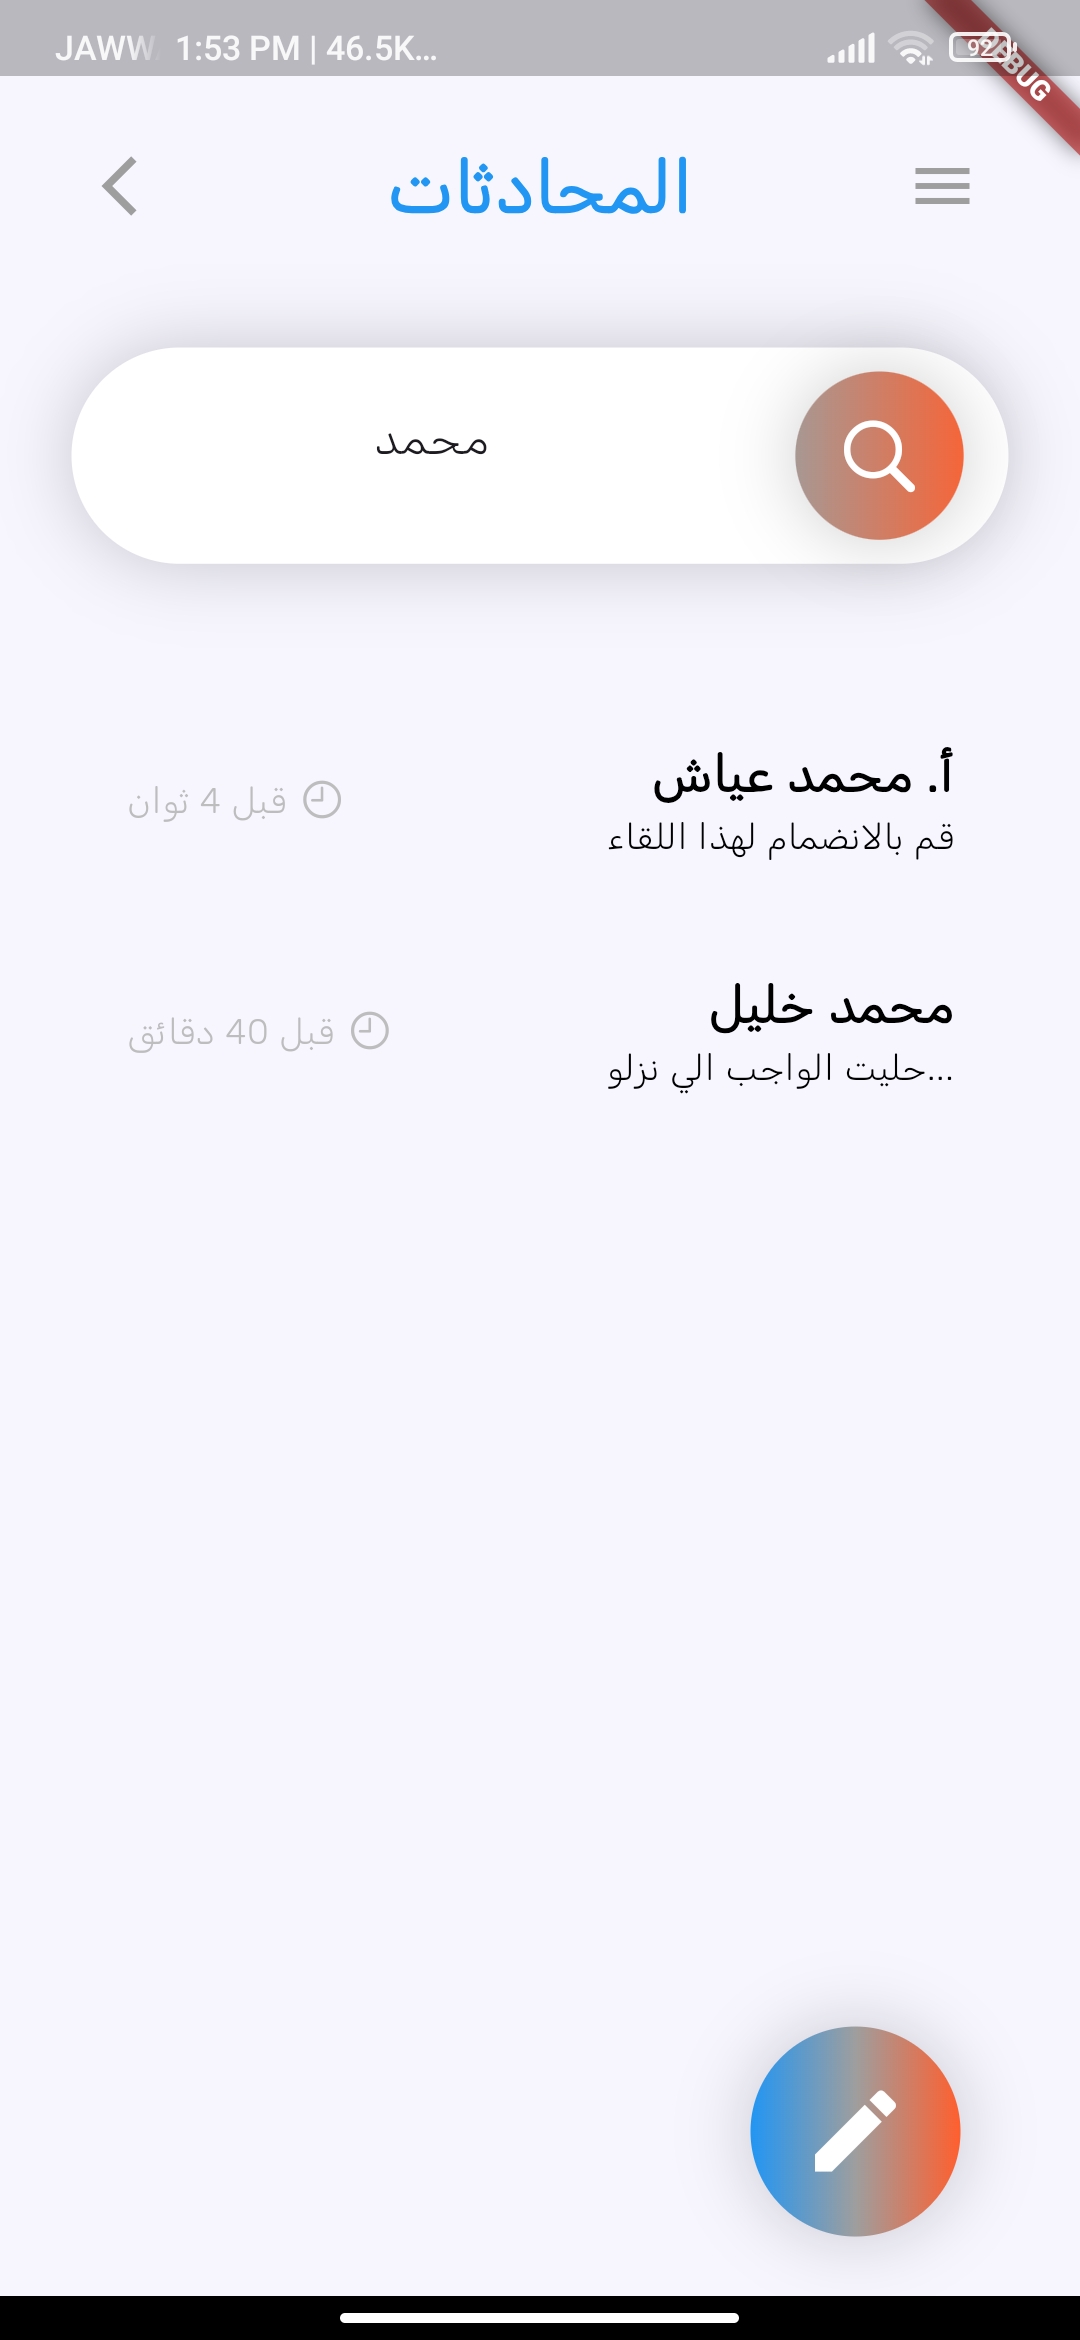 JAWW 1:53 PM | 46.5K...
92
DEBUG
المحادثات
محمد
أ. محمد عياش
قم بالانضمام لهذا اللقاء
قبل 4 ثوان
محمد خليل
...حليت الواجب الي نزلو
قبل 40 دقائق